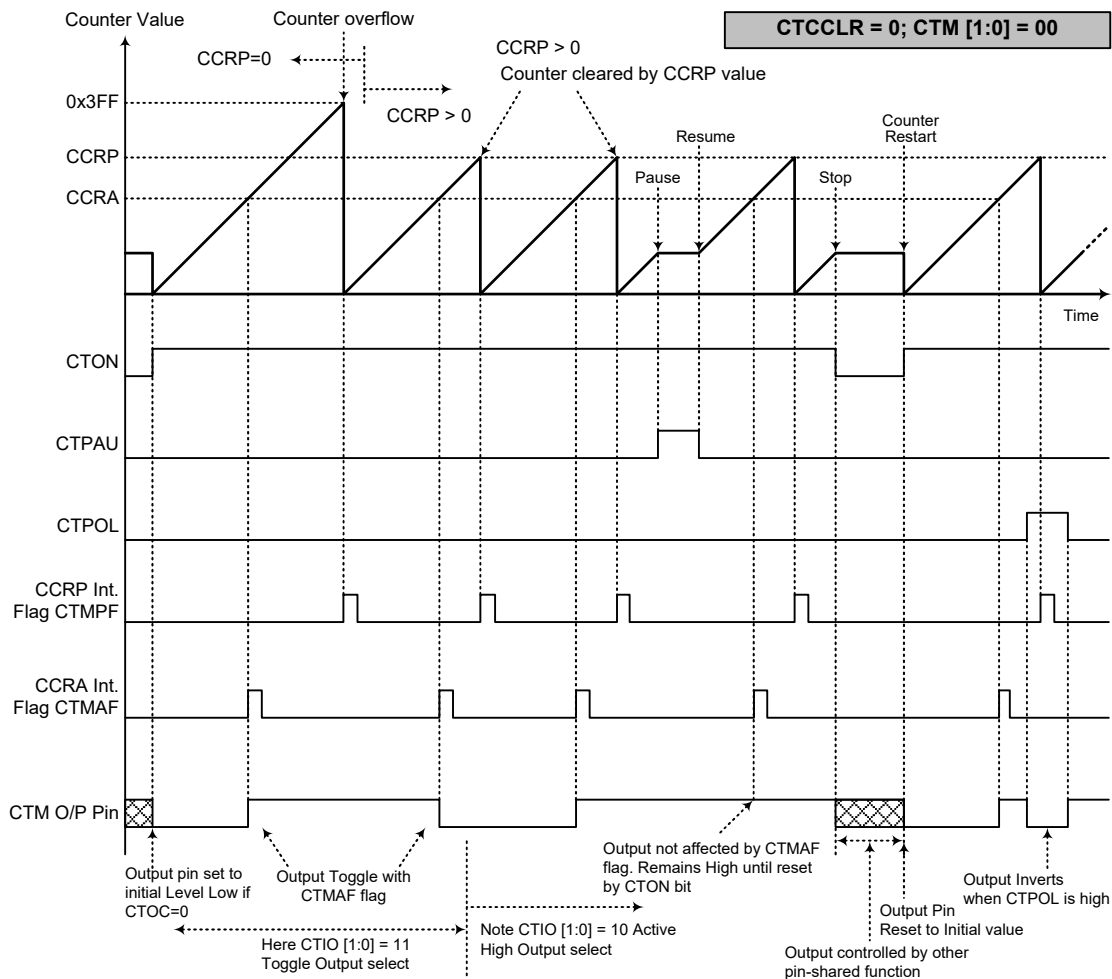 Counter Value
Counter overflow
CTCCLR = 0; CTM [1:0] = 00
CCRP=0
CCRP > 0
CCRP > 0
Counter cleared by CCRP value
0x3FF
CCRP
CCRA
Pause
Resume
Stop
Counter
Restart
Time
CTON
CTPAU
CTPOL
CCRP Int.
Flag CTMPF
CCRA Int.
Flag CTMAF
CTM O/P Pin
Output pin set to
initial Level Low if
CTOC=0
Output Toggle with
CTMAF flag
Here CTIO [1:0] = 11
Toggle Output select
Output not affected by CTMAF
flag. Remains High until reset
by CTON bit
Note CTIO [1:0] = 10 Active
High Output select
Output controlled by other
pin-shared function
Output Pin
Reset to Initial value
Output Inverts
when CTPOL is high